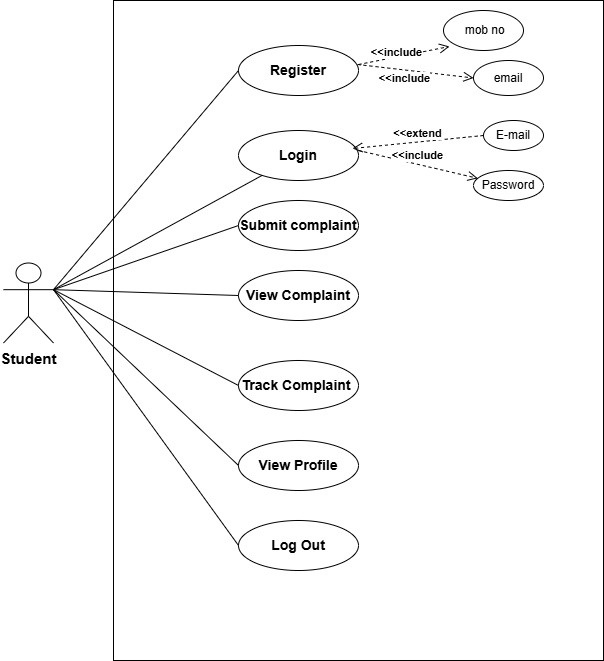 mob no
<<include
Register
<<include
email
<<extend
E-mail
Login
<<include
Password
Submit complaint
View Complaint
Student
Track Complaint
View Profile
Log Out